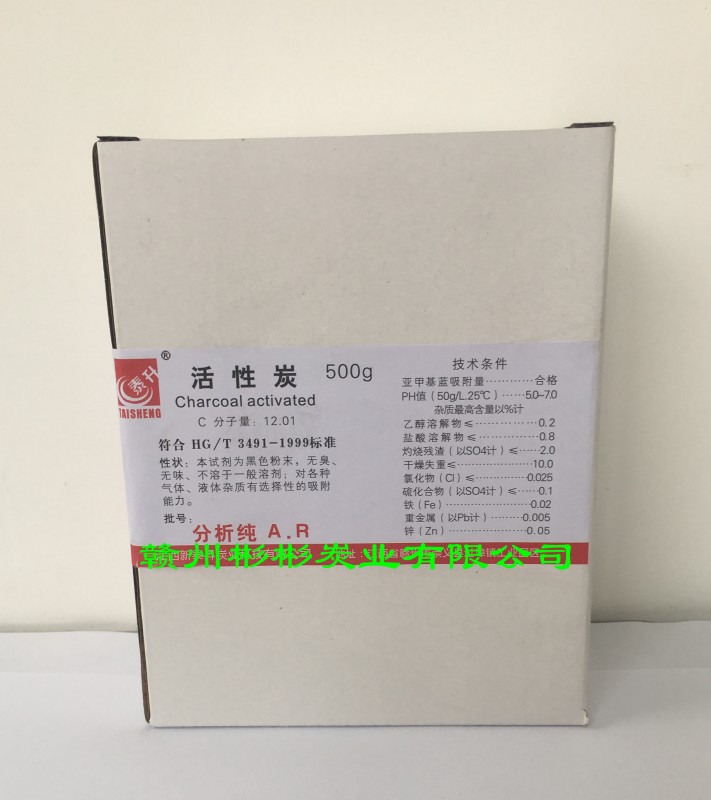 泰升
TAISHENG
®
活性炭 500g
Charcoal activated
C 分子量: 12.01
符合 HG/T 3491-1999标准
性状: 本试剂为黑色粉末，无臭、
无味、不溶于一般溶剂; 对各种
气体、液体杂质有选择性的吸附
能力。
批号:
分析纯 A.R
技术条件
亚甲基蓝吸附量············合格
PH值（50g/L.25℃）······5.0~7.0
杂质最高含量以%计
乙醇溶解物≤···············0.2
盐酸溶解物≤···············0.8
灼烧残渣（以SO4计）≤·····2.0
干燥失重≤···············10.0
氯化物（Cl）≤··········0.025
硫化合物（以SO4计）≤·····0.1
铁（Fe）···············0.02
重金属（以Pb计）········0.005
锌（Zn）···············0.05
赣州彬彬炭业有限公司